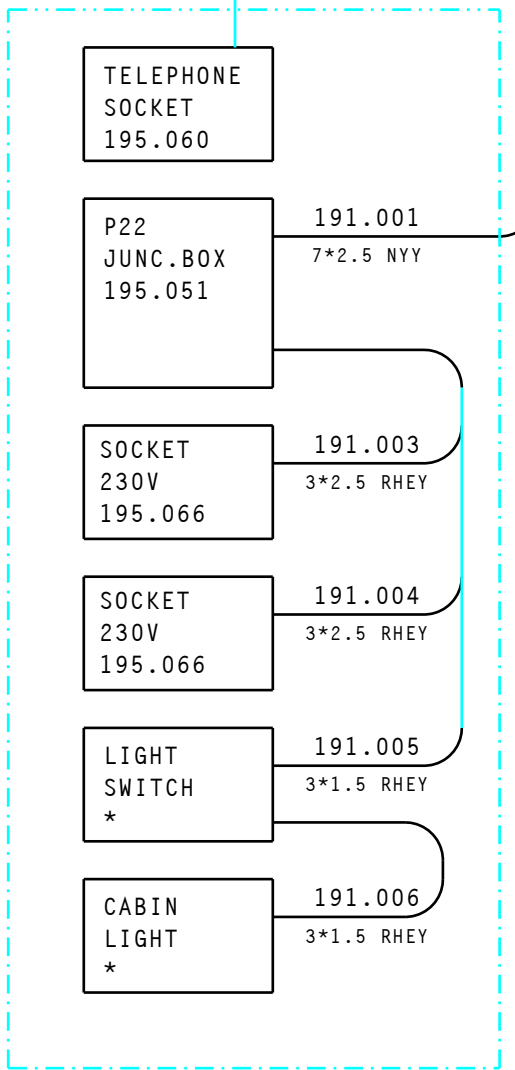 TELEPHONE
SOCKET
195.060
P22
JUNC.BOX
195.051
191.001
7*2.5 NYY
SOCKET
230V
195.066
191.003
3*2.5 RHEY
SOCKET
230V
195.066
191.004
3*2.5 RHEY
LIGHT
SWITCH
*
191.005
3*1.5 RHEY
CABIN
LIGHT
*
191.006
3*1.5 RHEY